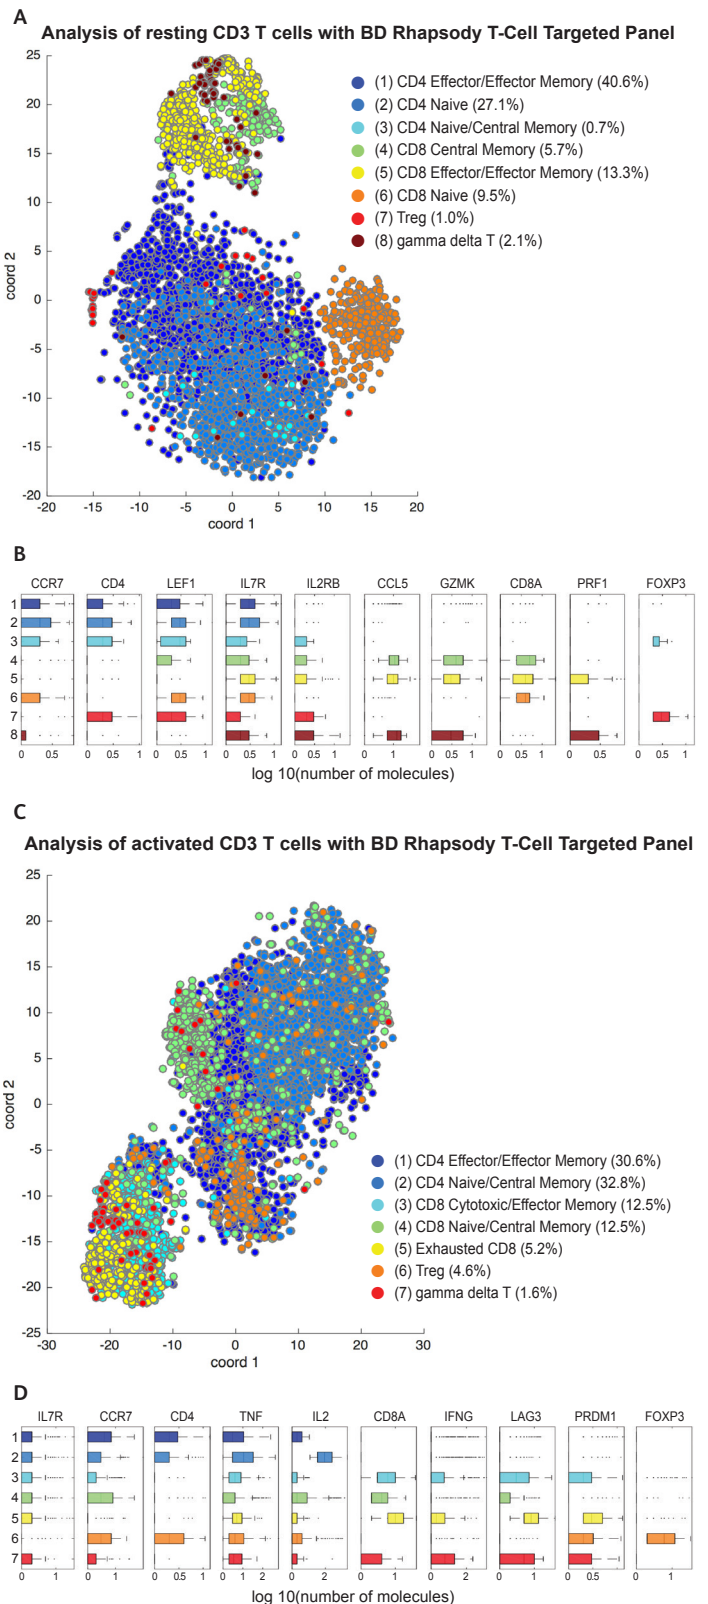 A
Analysis of resting CD3 T cells with BD Rhapsody T-Cell Targeted Panel
25
20
15
10
5
0
-5
-10
-15
-20
coord 2
-20 -15 -10 -5 0 5 10 15 20
coord 1
(1) CD4 Effector/Effector Memory (40.6%)
(2) CD4 Naive (27.1%)
(3) CD4 Naive/Central Memory (0.7%)
(4) CD8 Central Memory (5.7%)
(5) CD8 Effector/Effector Memory (13.3%)
(6) CD8 Naive (9.5%)
(7) Treg (1.0%)
(8) gamma delta T (2.1%)
B
CCR7 CD4 LEF1 IL7R IL2RB CCL5 GZMK CD8A PRF1 FOXP3
1
2
3
4
5
6
7
8
0 0.5 0 0.5 1 0 0.5 1 0 0.5 1 0 0.5 1 0 1 0 0.5 1 0 0.5 1 0 0.5 0 0.5 1
log 10(number of molecules)
C
Analysis of activated CD3 T cells with BD Rhapsody T-Cell Targeted Panel
25
20
15
10
5
0
-5
-10
-15
-20
-25
coord 2
-30 -20 -10 0 10 20 30
coord 1
(1) CD4 Effector/Effector Memory (30.6%)
(2) CD4 Naive/Central Memory (32.8%)
(3) CD8 Cytotoxic/Effector Memory (12.5%)
(4) CD8 Naive/Central Memory (12.5%)
(5) Exhausted CD8 (5.2%)
(6) Treg (4.6%)
(7) gamma delta T (1.6%)
D
IL7R CCR7 CD4 TNF IL2 CD8A IFNG LAG3 PRDM1 FOXP3
1
2
3
4
5
6
7
0 1 0 1 0 0.5 1 0 1 2 0 2 0 1 0 2 0 1 0 0.5 0 1
log 10(number of molecules)